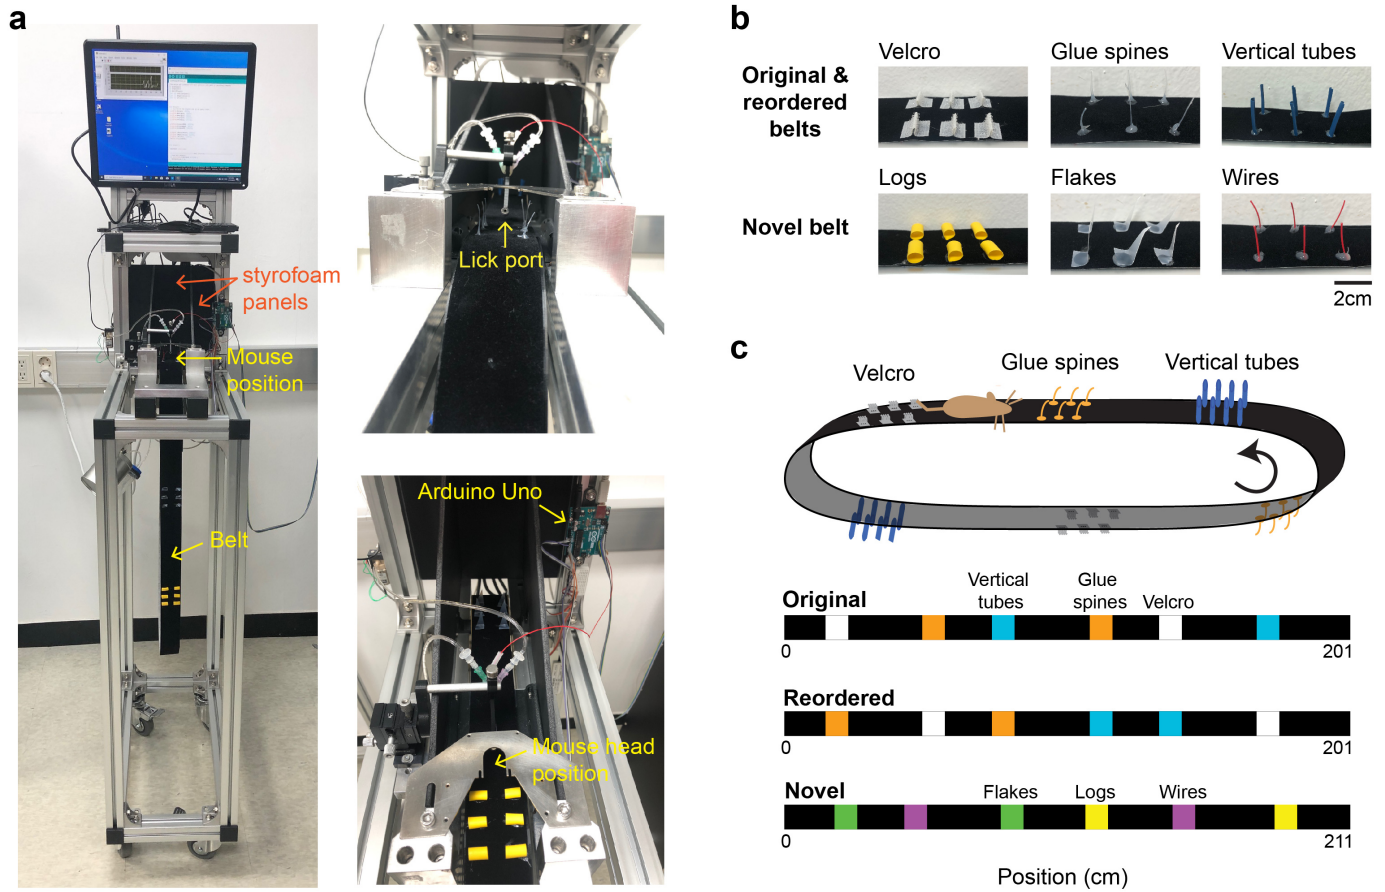 a
styrofoam
panels
Mouse
position
Belt
Lick port
Arduino Uno
Mouse head
position
b
Velcro
Glue spines
Vertical tubes
Original &
reordered
belts
Logs
Flakes
Wires
Novel belt
2cm
c
Velcro
Glue spines
Vertical tubes
Original
Vertical
tubes
Glue
spines
Velcro
0
201
Reordered
0
201
Novel
Flakes
Logs
Wires
0
211
Position (cm)